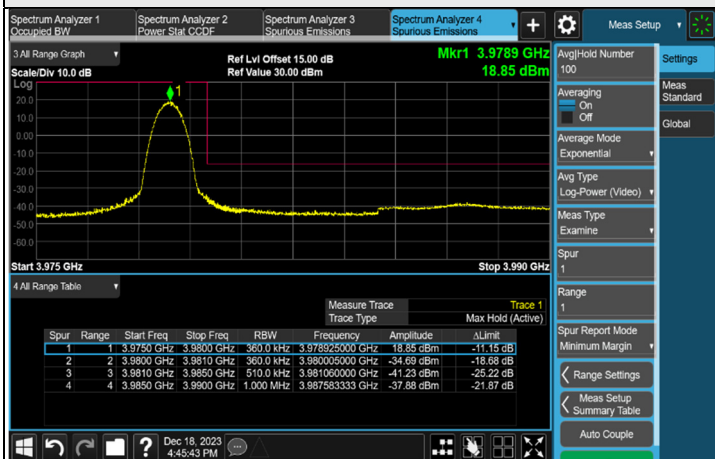 Spectrum Analyzer 1
Occupied BW
Spectrum Analyzer 2
Power Stat CCDF
Spectrum Analyzer 3
Spurious Emissions
Spectrum Analyzer 4
Spurious Emissions
+
Meas Setup
3 All Range Graph
Scale/Div 10.0 dB
Ref Lvl Offset 15.00 dB
Ref Value 30.00 dBm
Mkr1 3.9789 GHz
18.85 dBm
Log
20.0
10.0
0.00
-10.0
-20.0
-30.0
-40.0
-50.0
-60.0
1
Start 3.975 GHz
Stop 3.990 GHz
4 All Range Table
Measure Trace Trace 1
Trace Type Max Hold (Active)
Spur Range Start Freq Stop Freq RBW Frequency Amplitude ΔLimit
1 1 3.9750 GHz 3.9800 GHz 360.0 kHz 3.978925000 GHz 18.85 dBm -11.15 dB
2 2 3.9800 GHz 3.9810 GHz 360.0 kHz 3.980005000 GHz -34.69 dBm -18.68 dB
3 3 3.9810 GHz 3.9850 GHz 510.0 kHz 3.981060000 GHz -41.23 dBm -25.22 dB
4 4 3.9850 GHz 3.9900 GHz 1.000 MHz 3.987583333 GHz -37.88 dBm -21.87 dB
Avg|Hold Number
100
Averaging
On
Off
Average Mode
Exponential
Avg Type
Log-Power (Video)
Meas Type
Examine
Spur
1
Range
1
Spur Report Mode
Minimum Margin
Range Settings
Meas Setup
Summary Table
Auto Couple
Settings
Meas
Standard
Global
?
Dec 18, 2023
4:45:43 PM